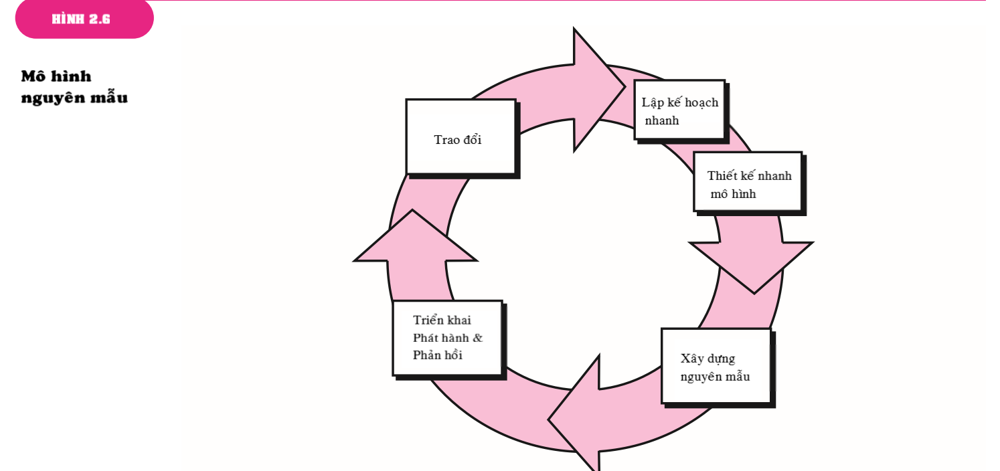 HÌNH 2.6
Mô hình
nguyên mẫu
Trao đổi
Lập kế hoạch
nhanh
Thiết kế nhanh
mô hình
Xây dựng
nguyên mẫu
Triển khai
Phát hành &
Phản hồi